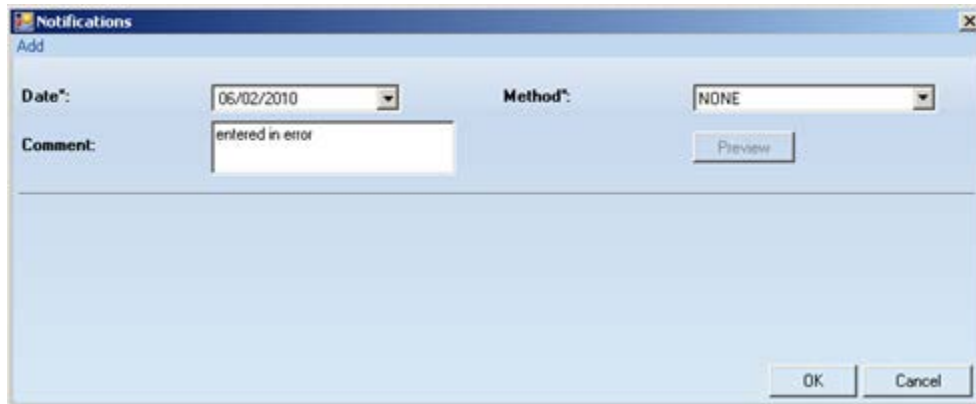 Notifications
Add
Date*: 06/02/2010 Method*: NONE
Comment: entered in error Preview
OK Cancel